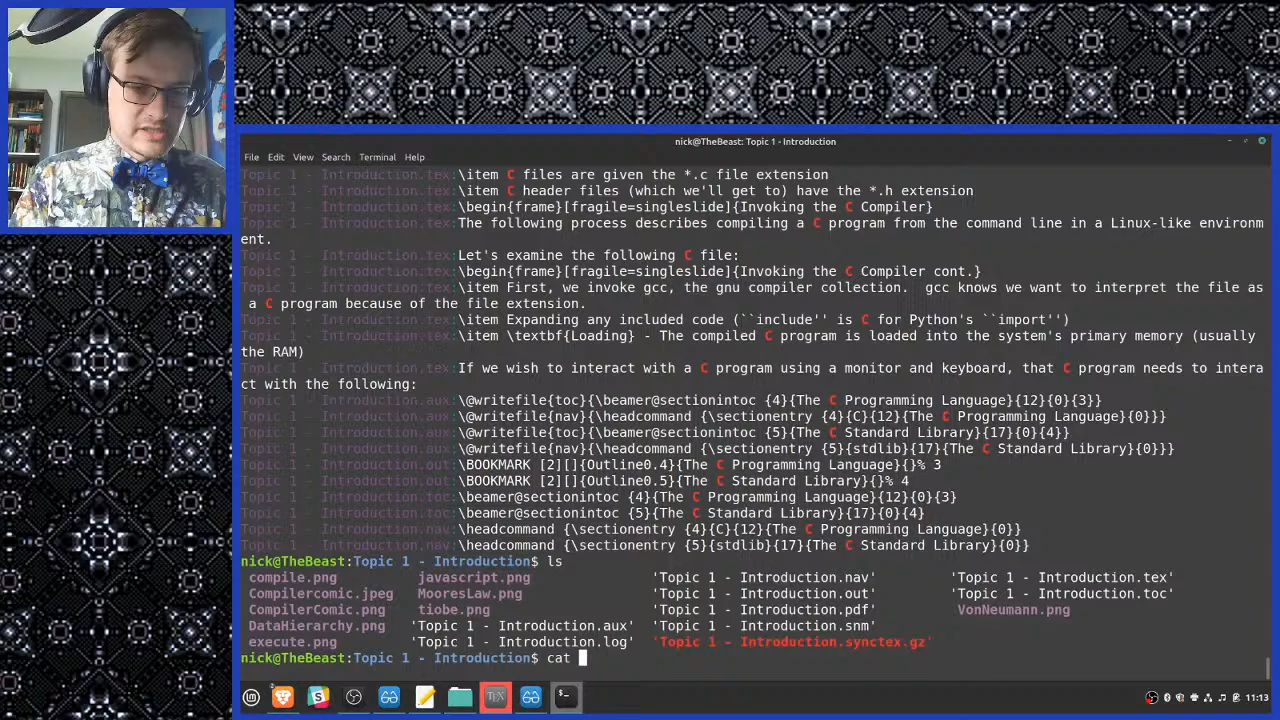 nick@TheBeast: Topic 1 - Introduction
File Edit View Search Terminal Help
Topic 1 - Introduction.tex:\item C files are given the *.c file extension
Topic 1 - Introduction.tex:\item C header files (which we'll get to) have the *.h extension
Topic 1 - Introduction.tex:\begin{frame}[fragile=singleslide]{Invoking the C Compiler}
Topic 1 - Introduction.tex:The following process describes compiling a C program from the command line in a Linux-like environm
ent.
Topic 1 - Introduction.tex:Let's examine the following C file:
Topic 1 - Introduction.tex:\begin{frame}[fragile=singleslide]{Invoking the C Compiler cont.}
Topic 1 - Introduction.tex:\item First, we invoke gcc, the gnu compiler collection.  gcc knows we want to interpret the file as
 a C program because of the file extension.
Topic 1 - Introduction.tex:\item Expanding any included code (``include'' is C for Python's ``import'')
Topic 1 - Introduction.tex:\item \textbf{Loading} - The compiled C program is loaded into the system's primary memory (usually
the RAM)
Topic 1 - Introduction.tex:If we wish to interact with a C program using a monitor and keyboard, that C program needs to intera
ct with the following:
Topic 1 - Introduction.aux:\@writefile{toc}{\beamer@sectionintoc {4}{The C Programming Language}{12}{0}{3}}
Topic 1 - Introduction.aux:\@writefile{nav}{\headcommand {\sectionentry {4}{C}{12}{The C Programming Language}{0}}}
Topic 1 - Introduction.aux:\@writefile{toc}{\beamer@sectionintoc {5}{The C Standard Library}{17}{0}{4}}
Topic 1 - Introduction.aux:\@writefile{nav}{\headcommand {\sectionentry {5}{stdlib}{17}{The C Standard Library}{0}}}
Topic 1 - Introduction.out:\BOOKMARK [2][]{Outline0.4}{The C Programming Language}{}% 3
Topic 1 - Introduction.out:\BOOKMARK [2][]{Outline0.5}{The C Standard Library}{}% 4
Topic 1 - Introduction.toc:\beamer@sectionintoc {4}{The C Programming Language}{12}{0}{3}
Topic 1 - Introduction.toc:\beamer@sectionintoc {5}{The C Standard Library}{17}{0}{4}
Topic 1 - Introduction.nav:\headcommand {\sectionentry {4}{C}{12}{The C Programming Language}{0}}
Topic 1 - Introduction.nav:\headcommand {\sectionentry {5}{stdlib}{17}{The C Standard Library}{0}}
nick@TheBeast:Topic 1 - Introduction$ ls
compile.png javascript.png 'Topic 1 - Introduction.nav' 'Topic 1 - Introduction.tex'
Compilercomic.jpeg MooresLaw.png 'Topic 1 - Introduction.out' 'Topic 1 - Introduction.toc'
CompilerComic.png tiobe.png 'Topic 1 - Introduction.pdf' VonNeumann.png
DataHierarchy.png 'Topic 1 - Introduction.aux' 'Topic 1 - Introduction.snm'
execute.png 'Topic 1 - Introduction.log' 'Topic 1 - Introduction.synctex.gz'
nick@TheBeast:Topic 1 - Introduction$ cat
TEX
11:13